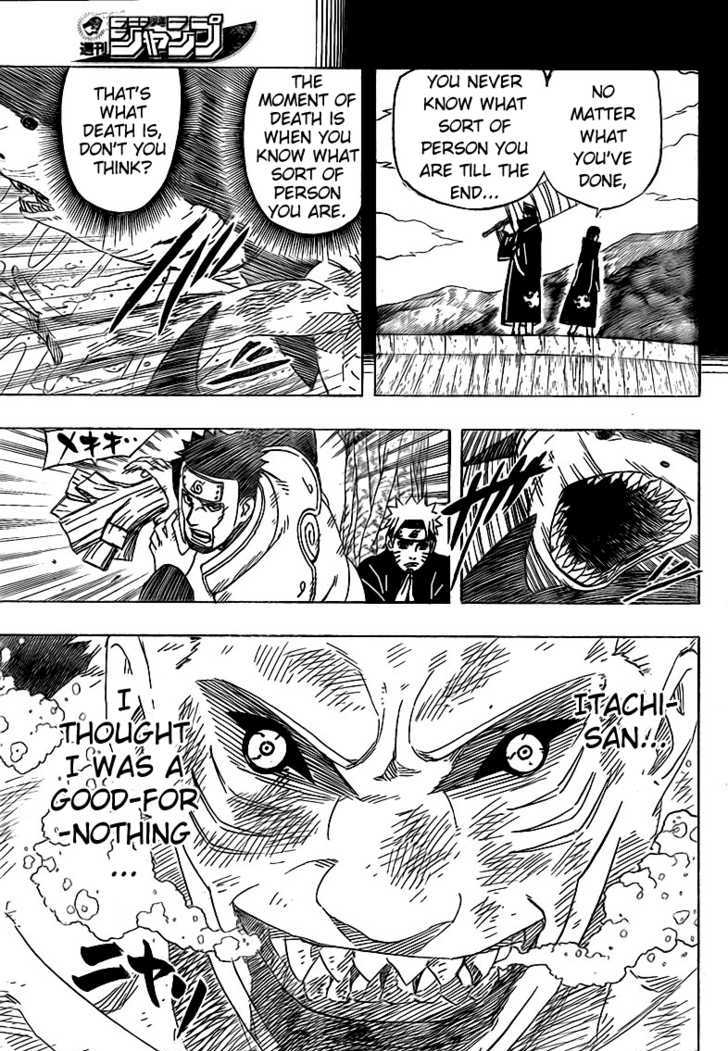 週刊少年
ジャンプ
NO
MATTER
WHAT
YOU'VE
DONE,
YOU NEVER
KNOW WHAT
SORT OF
PERSON YOU
ARE TILL THE
END...
THE
MOMENT OF
DEATH IS
WHEN YOU
KNOW WHAT
SORT OF
PERSON
YOU ARE.
THAT'S
WHAT
DEATH IS,
DON'T YOU
THINK?
メキキ..
ITACHI-
SAN...
I
THOUGHT
I WAS A
GOOD-FOR
-NOTHING
...
ニヤリ